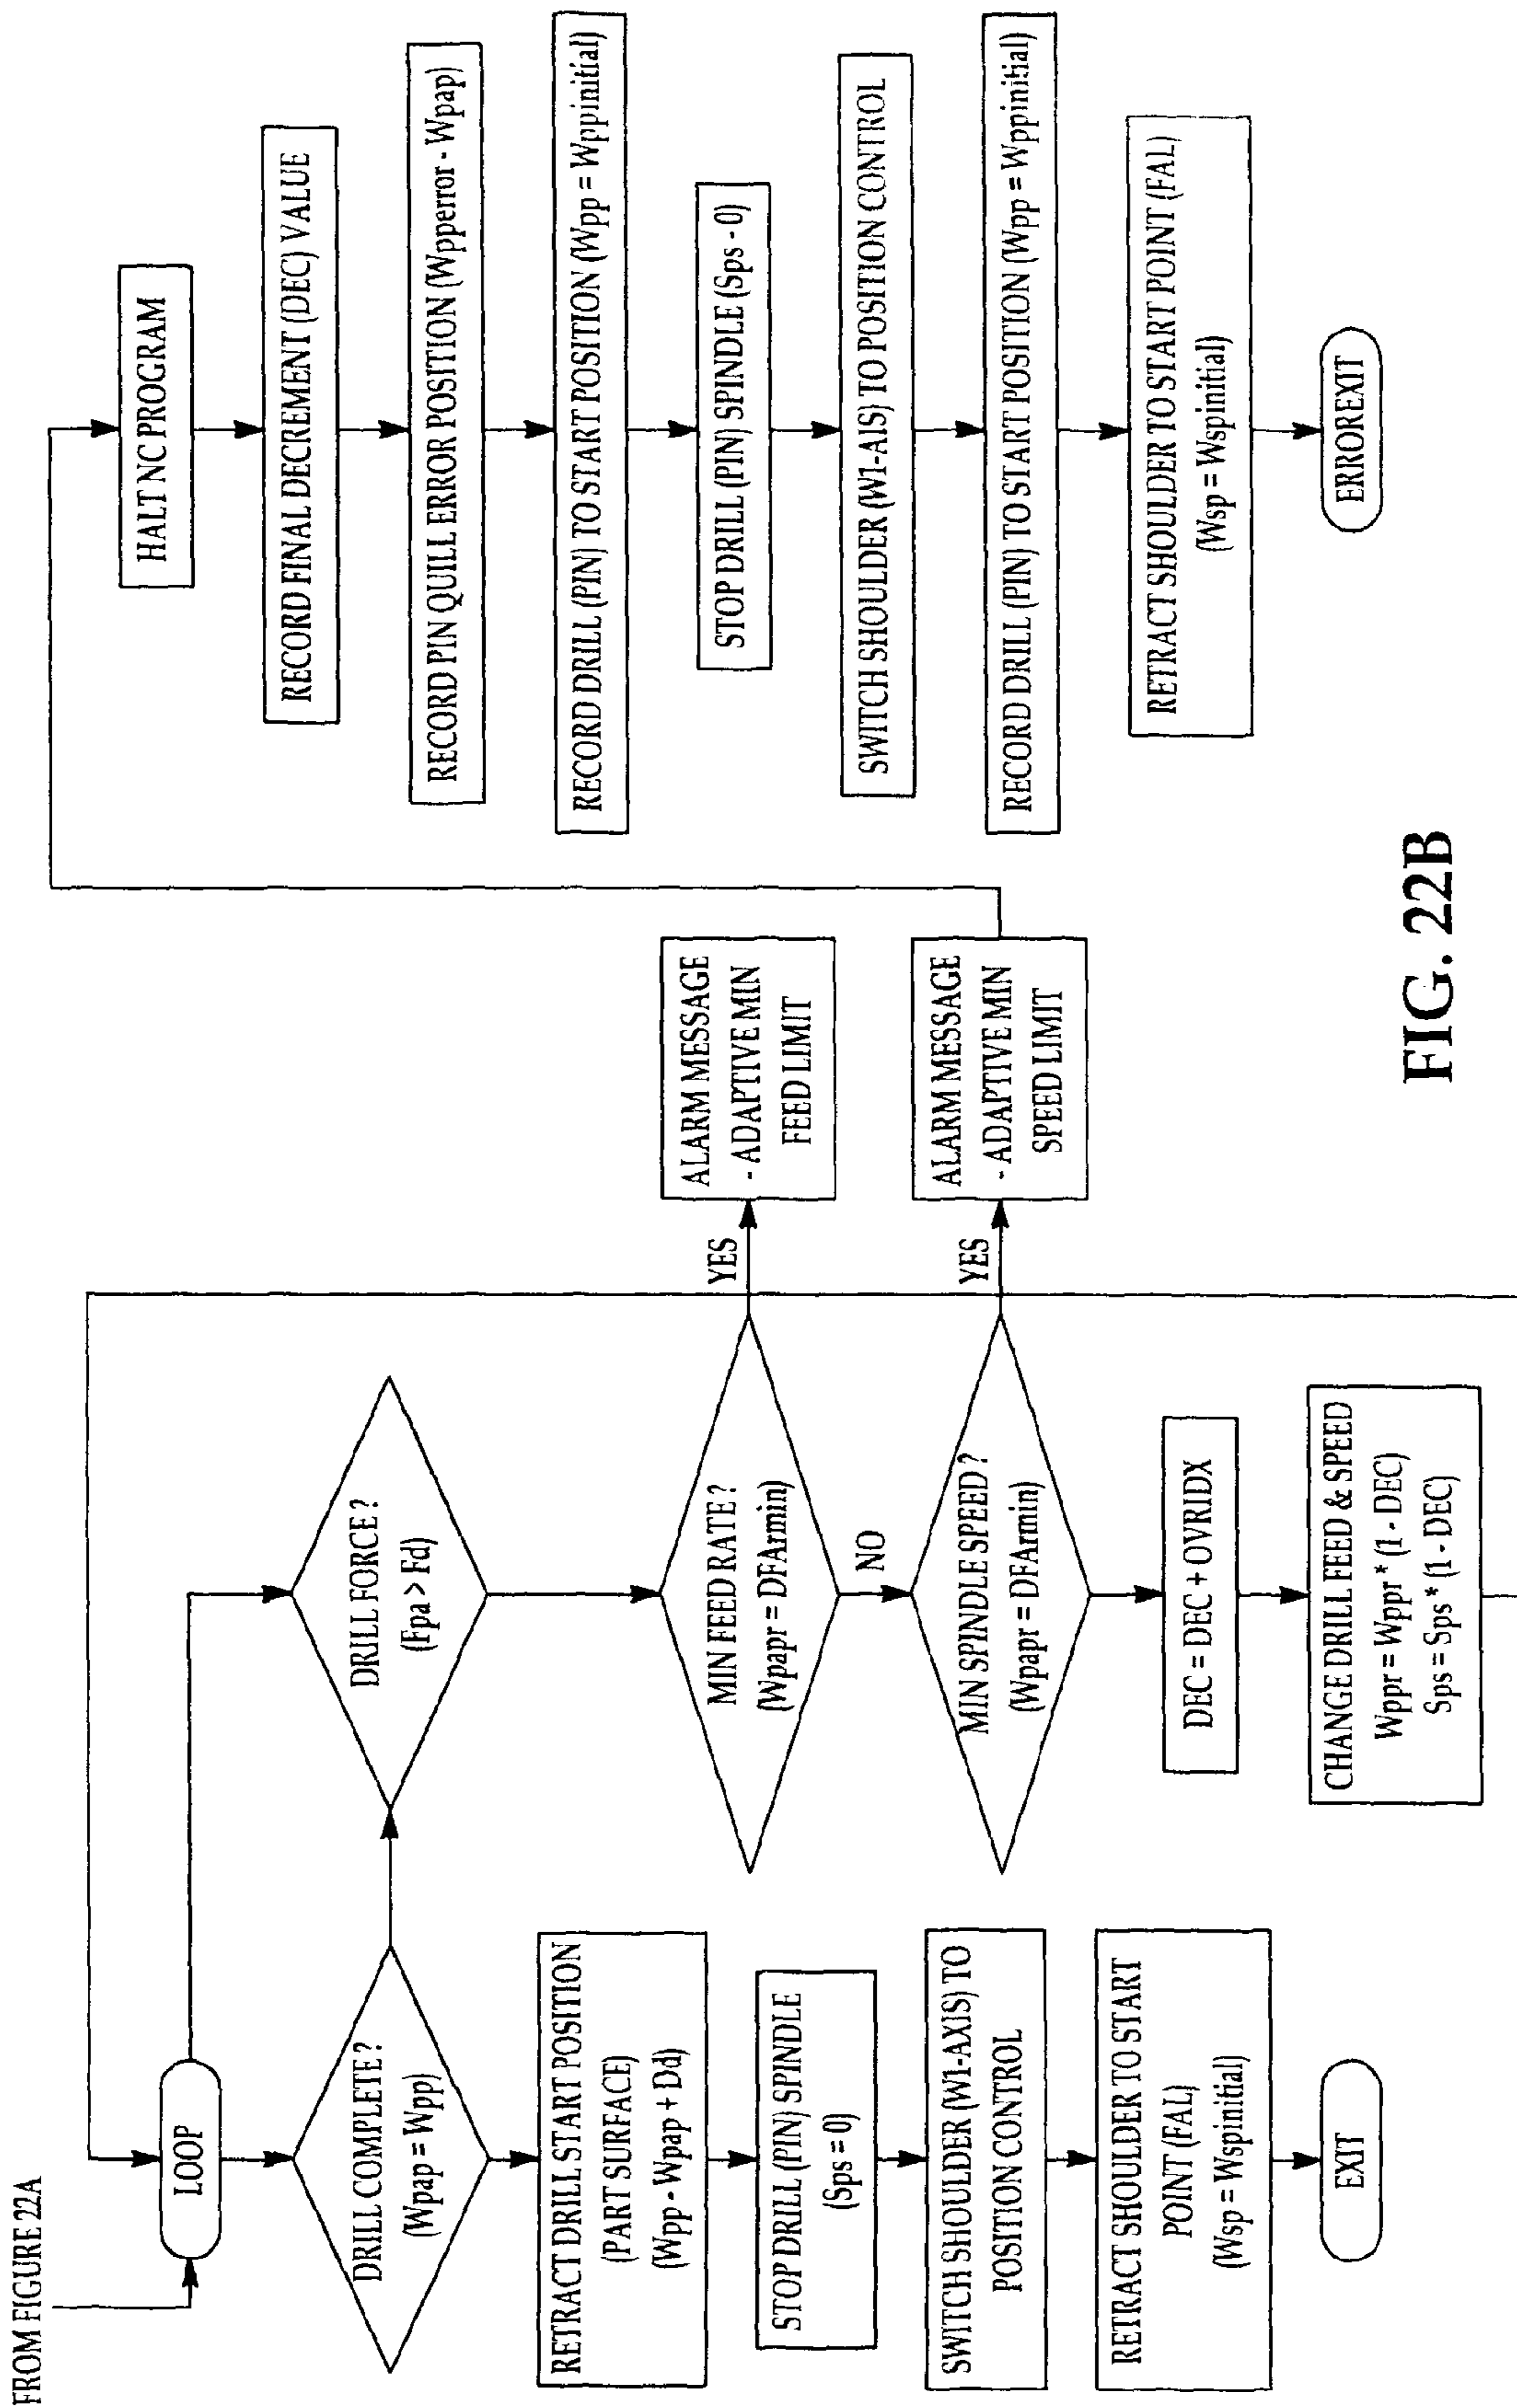 FROM FIGURE 22A
LOOP
DRILL COMPLETE?
(Wpap = Wpp)
RETRACT DRILL START POSITION
(PART SURFACE)
(Wpp - Wpap + Dd)
STOP DRILL (PIN) SPINDLE
(Sps = 0)
SWITCH SHOULDER (W1-AXIS) TO
POSITION CONTROL
RETRACT SHOULDER TO START
POINT (FAL)
(Wsp = Wspinitial)
EXIT
DRILL FORCE?
(Fpa > Fd)
MIN FEED RATE?
(Wpapr = DFArmin)
YES
NO
MIN SPINDLE SPEED?
(Wpapr = DFArmin)
YES
DEC = DEC + OVRIDX
CHANGE DRILL FEED & SPEED
Wppr = Wppr * (1 - DEC)
Sps = Sps * (1 - DEC)
ALARM MESSAGE
- ADAPTIVE MIN
FEED LIMIT
ALARM MESSAGE
- ADAPTIVE MIN
SPEED LIMIT
HALT NC PROGRAM
RECORD FINAL DECREMENT (DEC) VALUE
RECORD PIN QUILL ERROR POSITION (Wpperror - Wpap)
RECORD DRILL (PIN) TO START POSITION (Wpp = Wppinitial)
STOP DRILL (PIN) SPINDLE (Sps - 0)
SWITCH SHOULDER (W1-AIS) TO POSITION CONTROL
RECORD DRILL (PIN) TO START POSITION (Wpp = Wppinitial)
RETRACT SHOULDER TO START POINT (FAL)
(Wsp = Wspinitial)
ERROREXIT
FIG. 22B